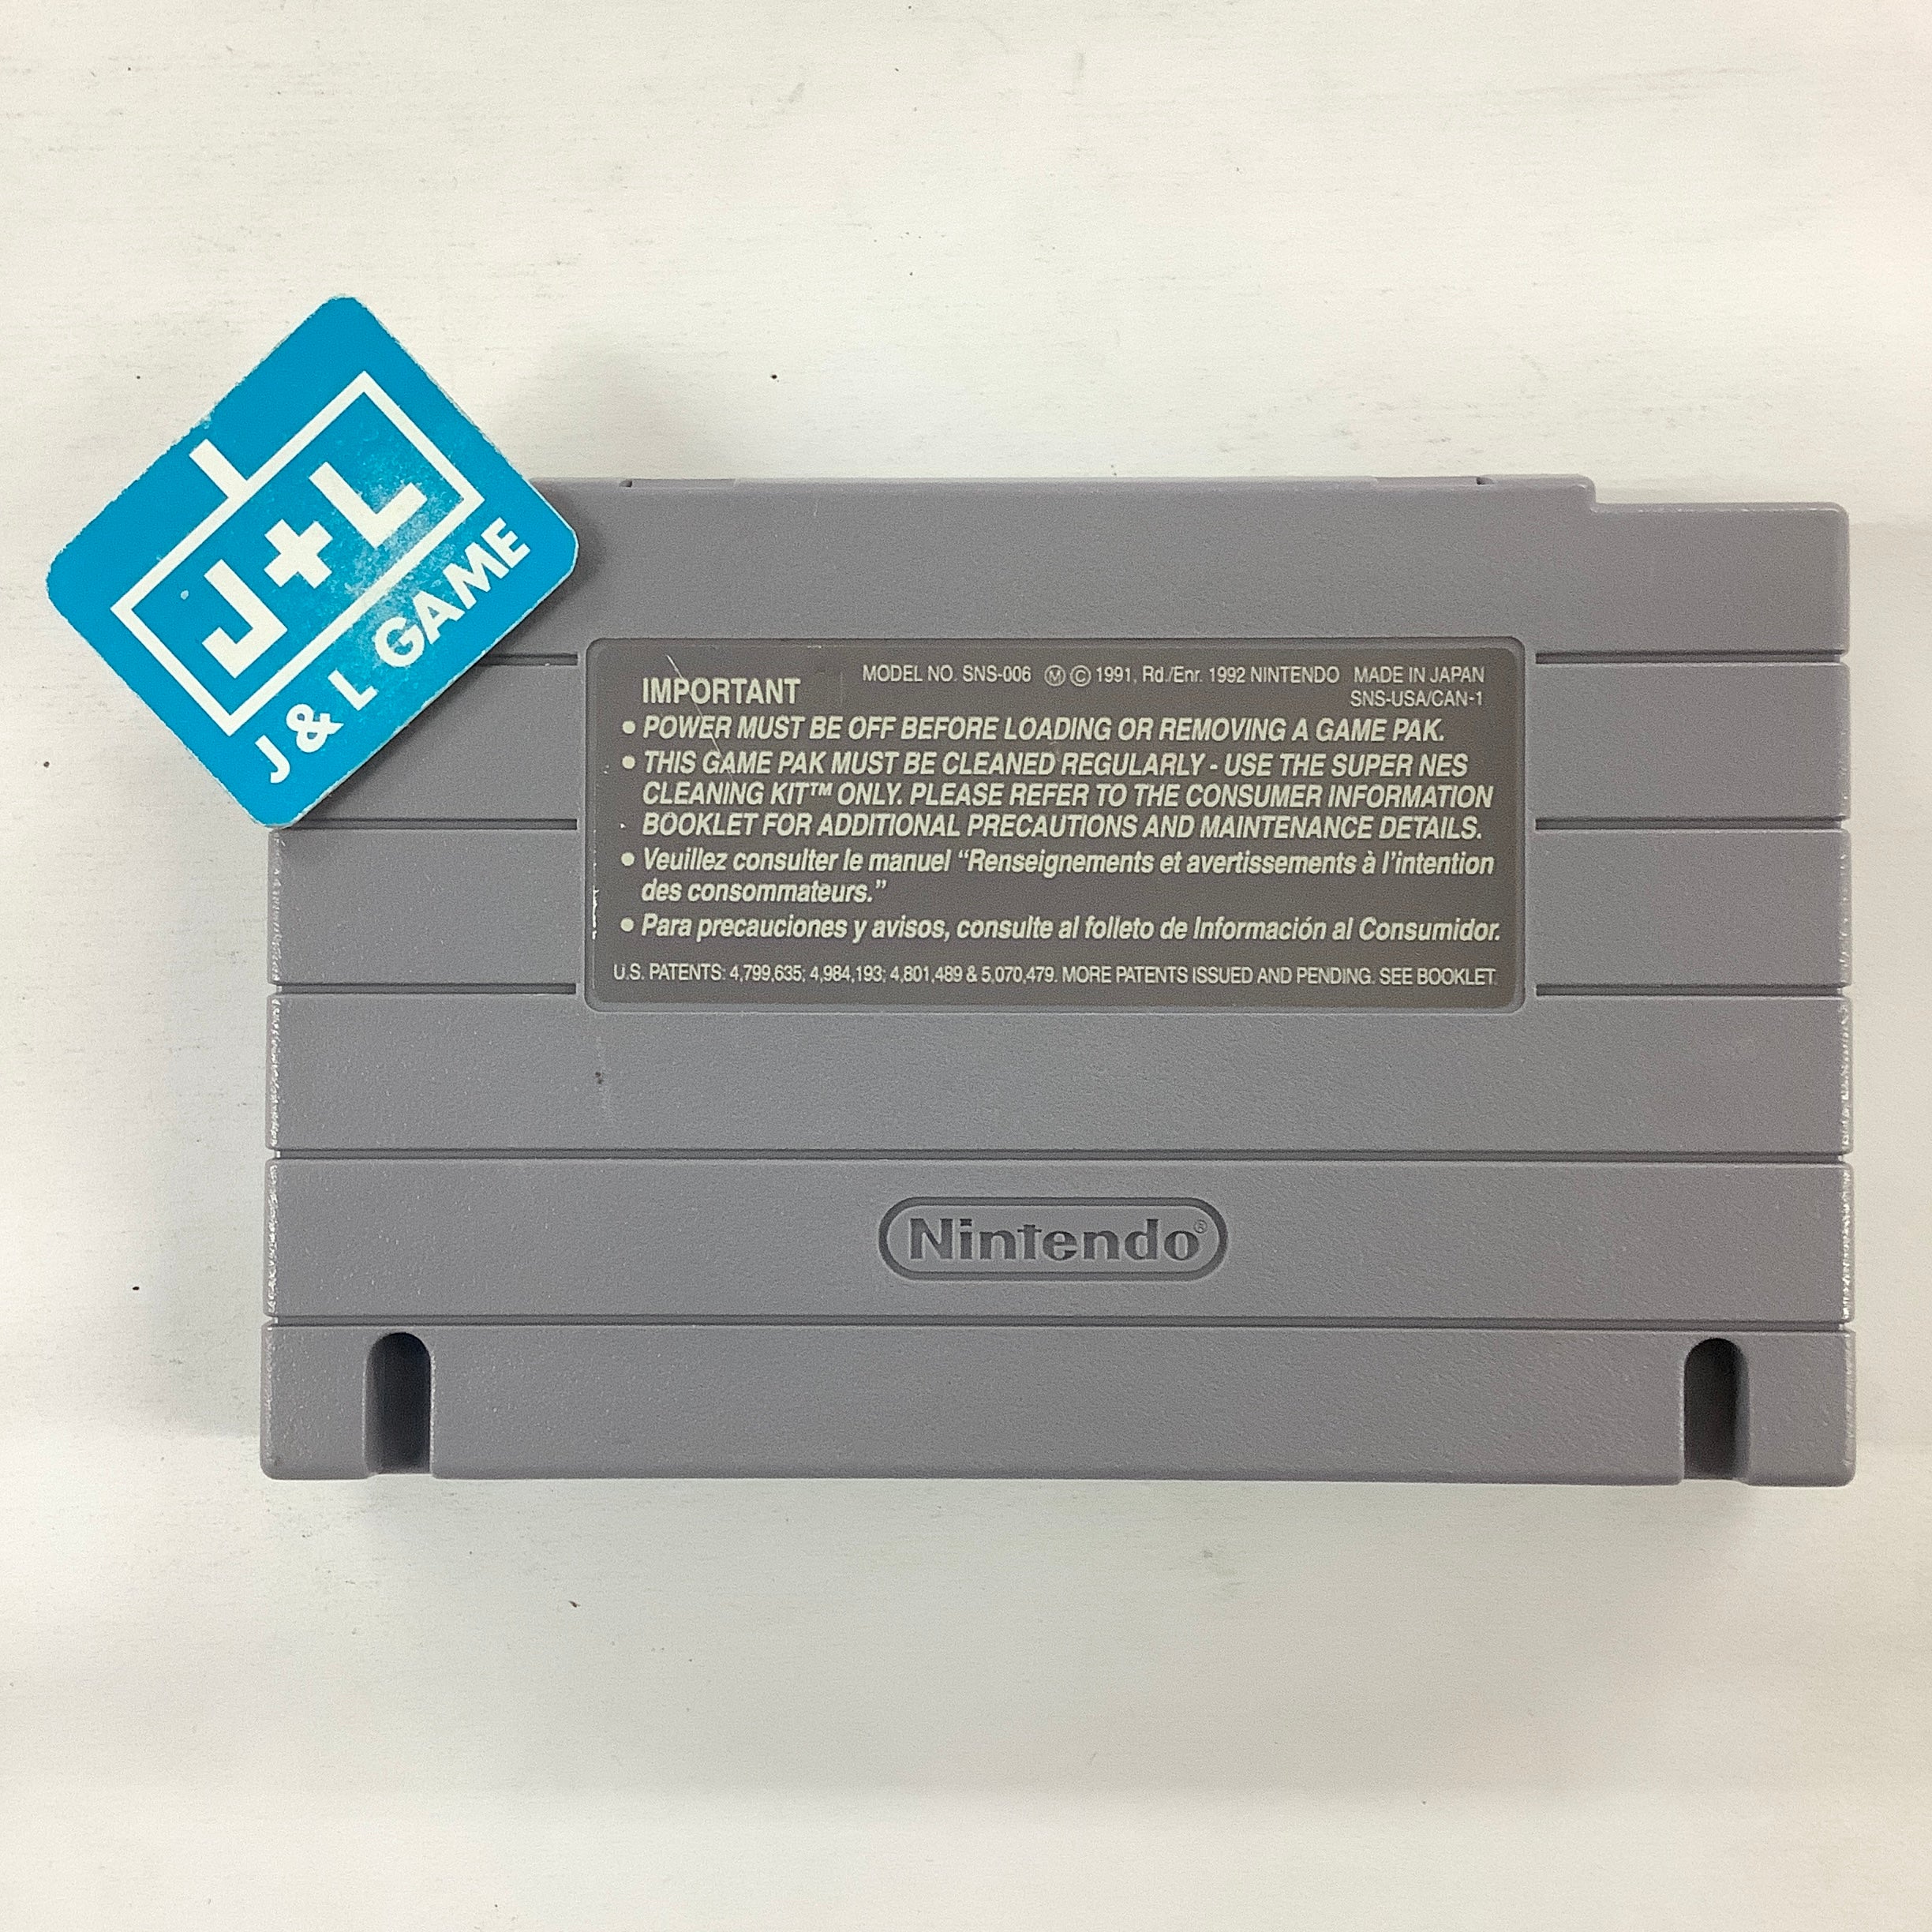 J+L
J & L GAME
MODEL NO. SNS-006 Ⓜ © 1991, Rd./Enr. 1992 NINTENDO MADE IN JAPAN
SNS-USA/CAN-1
IMPORTANT
• POWER MUST BE OFF BEFORE LOADING OR REMOVING A GAME PAK.
• THIS GAME PAK MUST BE CLEANED REGULARLY - USE THE SUPER NES
CLEANING KIT™ ONLY. PLEASE REFER TO THE CONSUMER INFORMATION
BOOKLET FOR ADDITIONAL PRECAUTIONS AND MAINTENANCE DETAILS.
• Veuillez consulter le manuel “Renseignements et avertissements à l’intention
des consommateurs.”
• Para precauciones y avisos, consulte al folleto de Información al Consumidor.
U.S. PATENTS: 4,799,635; 4,984,193; 4,801,489 & 5,070,479. MORE PATENTS ISSUED AND PENDING. SEE BOOKLET.
Nintendo®